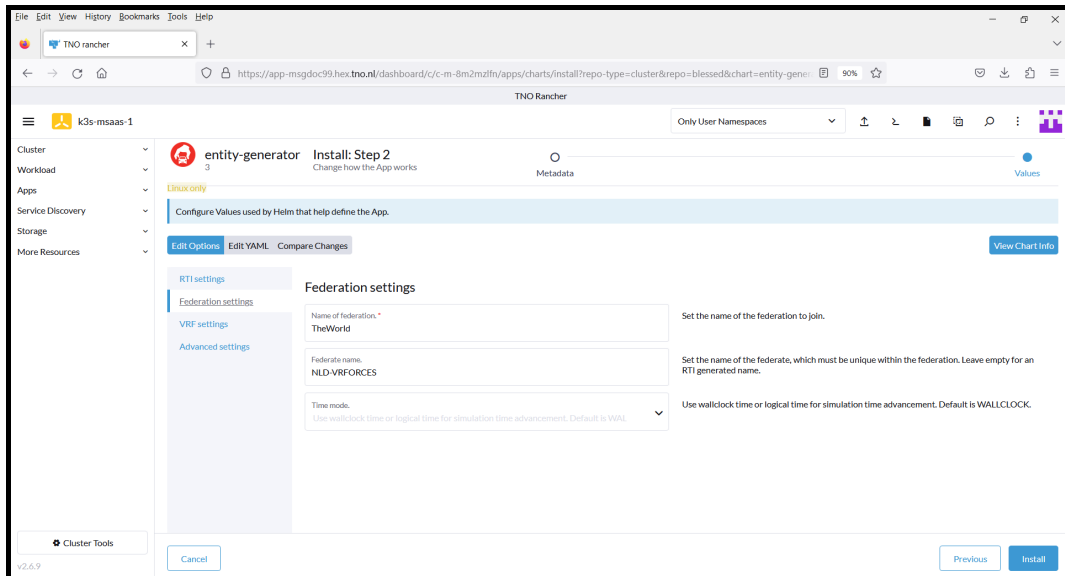 File Edit View History Bookmarks Tools Help
TNO rancher
https://app-msgdoc99.hex.tno.nl/dashboard/c/c-m-8m2mzlfn/apps/charts/install?repo-type=cluster&repo=blessed&chart=entity-gener
90%
TNO Rancher
k3s-msaas-1
Only User Namespaces
Cluster
Workload
Apps
Service Discovery
Storage
More Resources
entity-generator
3
Install: Step 2
Change how the App works
Metadata
Values
Linux only
Configure Values used by Helm that help define the App.
Edit Options Edit YAML Compare Changes
View Chart Info
RTI settings
Federation settings
VRF settings
Advanced settings
Federation settings
Name of federation. *
TheWorld
Set the name of the federation to join.
Federate name.
NLD-VRFORCES
Set the name of the federate, which must be unique within the federation. Leave empty for an
RTI generated name.
Time mode.
Use wallclock time or logical time for simulation time advancement. Default is WAL
Use wallclock time or logical time for simulation time advancement. Default is WALLCLOCK.
Cluster Tools
v2.6.9
Cancel
Previous
Install